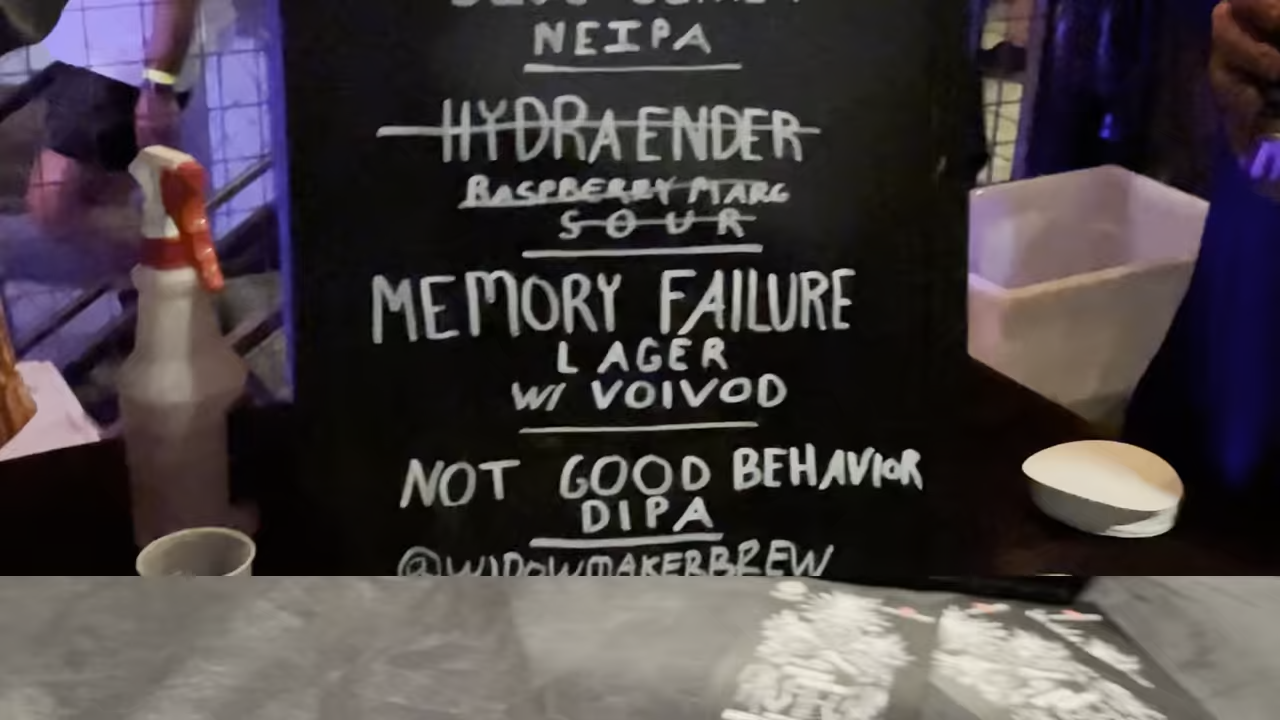 NEIPA
HYDRAENDER
RASPBERRY MARG
SOUR
MEMORY FAILURE
LAGER
W/ VOIVOD
NOT GOOD BEHAVIOR
DIPA
@WIDOWMAKERBREW